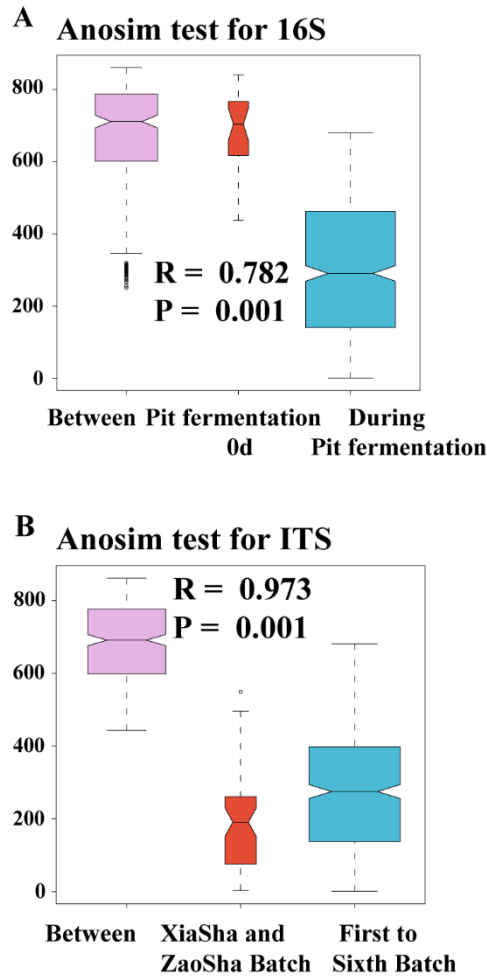 A
Anosim test for 16S
800
600
400
200
0
R = 0.782
P = 0.001
Between Pit fermentation 0d During Pit fermentation
B
Anosim test for ITS
R = 0.973
P = 0.001
800
600
400
200
0
Between XiaSha and ZaoSha Batch First to Sixth Batch